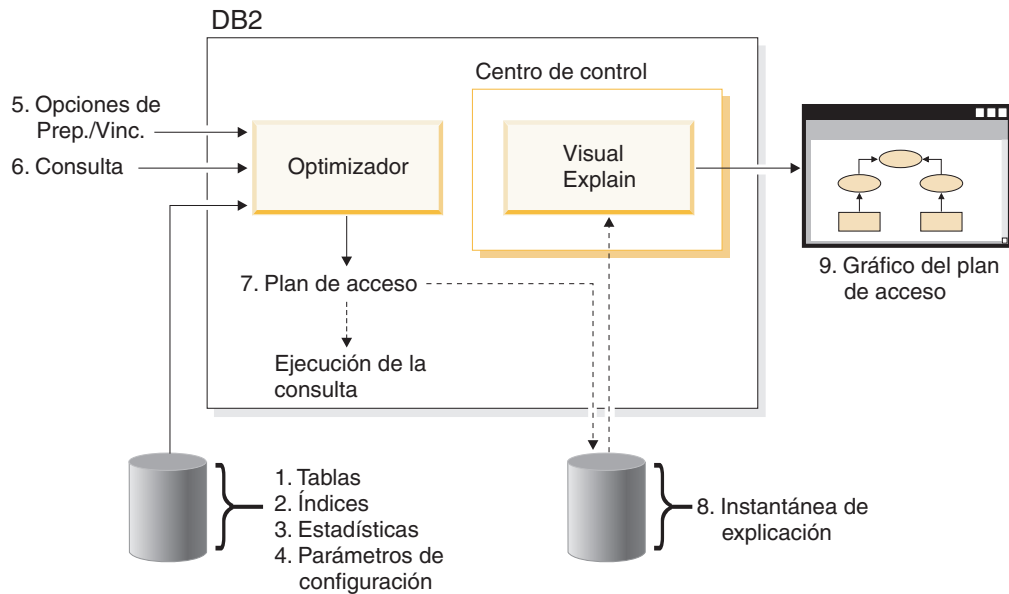 DB2
Centro de control
5. Opciones de
Prep./Vinc.
6. Consulta
Optimizador
Visual
Explain
7. Plan de acceso
Ejecución de la
consulta
9. Gráfico del plan
de acceso
1. Tablas
2. Índices
3. Estadísticas
4. Parámetros de
configuración
8. Instantánea de
explicación